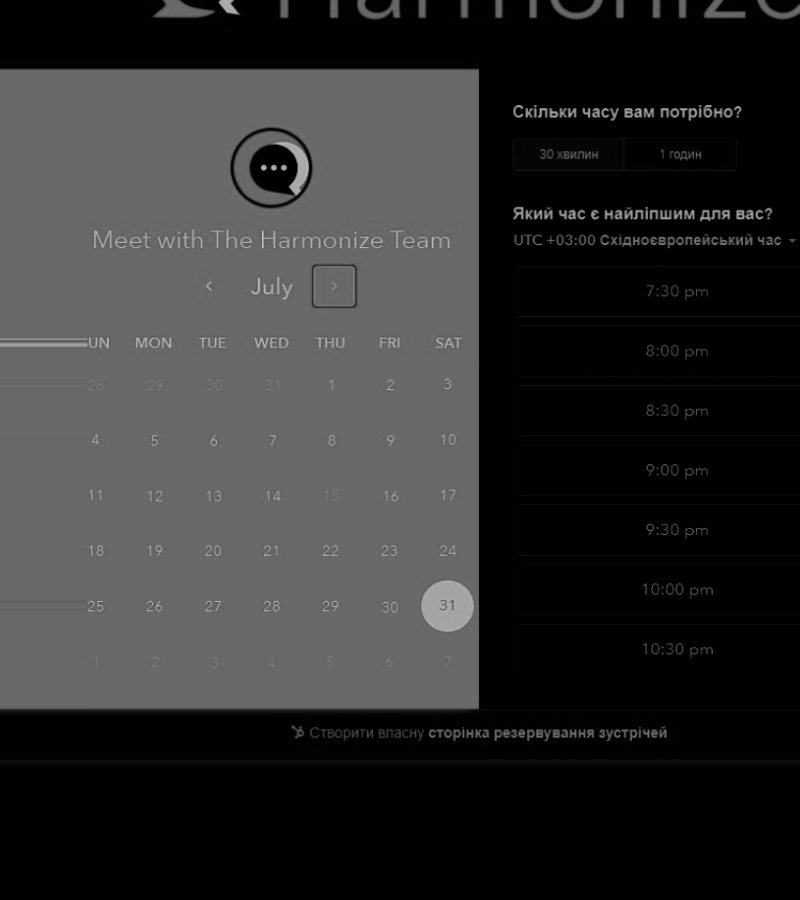 Harmonize
Meet with The Harmonize Team
July
UN MON TUE WED THU FRI SAT
28 29 30 31 1 2 3
4 5 6 7 8 9 10
11 12 13 14 15 16 17
18 19 20 21 22 23 24
25 26 27 28 29 30 31
1 2 3 4 5 6 7
Скільки часу вам потрібно?
30 хвилин 1 годин
Який час є найліпшим для вас?
UTC +03:00 Східноєвропейський час
7:30 pm
8:00 pm
8:30 pm
9:00 pm
9:30 pm
10:00 pm
10:30 pm
Створити власну сторінка резервування зустрічей